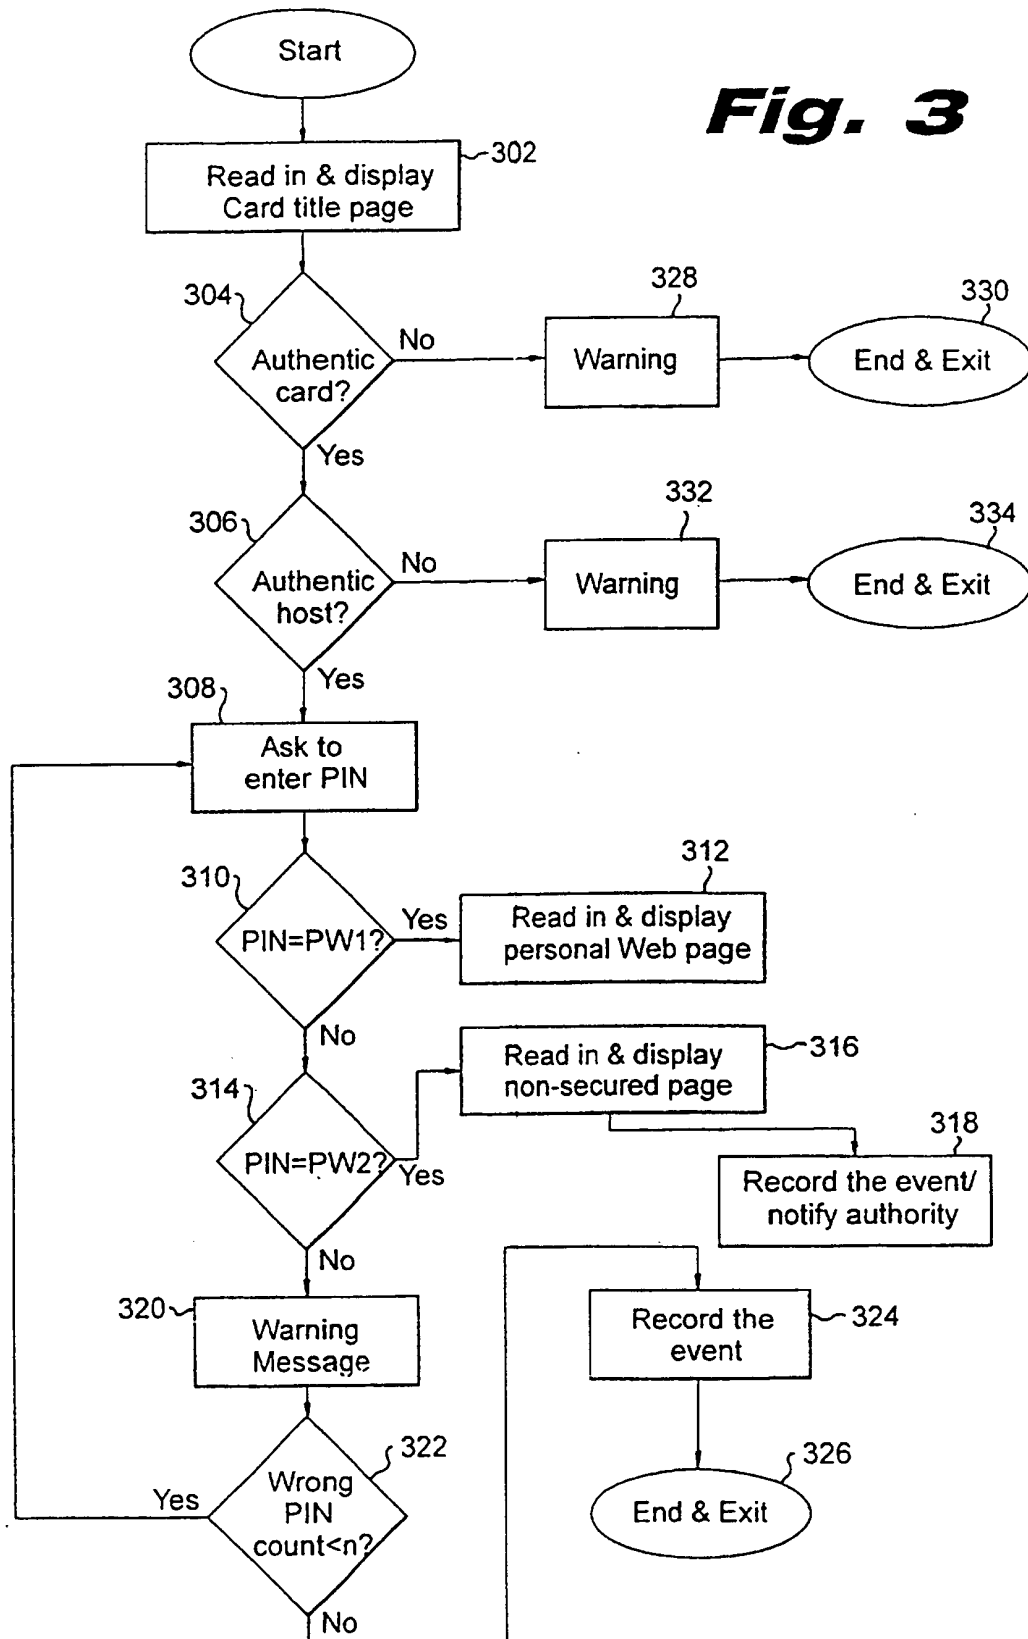 Start
Fig. 3
302
Read in & display
Card title page
304
Authentic
card?
No
328
Warning
330
End & Exit
Yes
306
Authentic
host?
No
332
Warning
334
End & Exit
Yes
308
Ask to
enter PIN
310
PIN=PW1?
Yes
312
Read in & display
personal Web page
No
314
PIN=PW2?
Yes
Read in & display
non-secured page
316
318
Record the event/
notify authority
No
320
Warning
Message
Record the
event
324
322
Wrong
PIN
count<n?
Yes
326
End & Exit
No